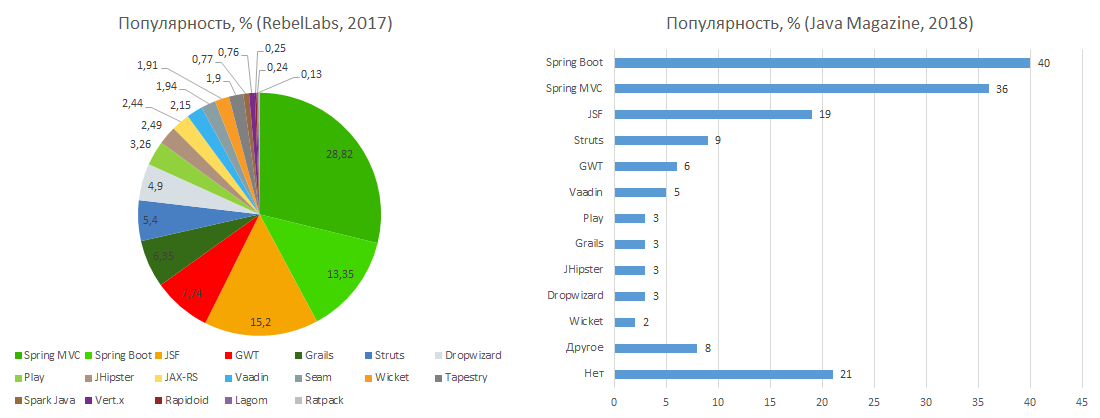 Популярность, % (RebelLabs, 2017)
0,76
0,25
0,77
0,24
1,91
1,9
0,13
1,94
2,44
2,15
2,49
3,26
28,82
4,9
5,4
6,35
13,35
7,74
15,2
Spring MVC Spring Boot JSF GWT Grails Struts Dropwizard
Play JHipster JAX-RS Vaadin Seam Wicket Tapestry
Spark Java Vert.x Rapidoid Lagom Ratpack
Популярность, % (Java Magazine, 2018)
Spring Boot 40
Spring MVC 36
JSF 19
Struts 9
GWT 6
Vaadin 5
Play 3
Grails 3
JHipster 3
Dropwizard 3
Wicket 2
Другое 8
Нет 21
0 5 10 15 20 25 30 35 40 45